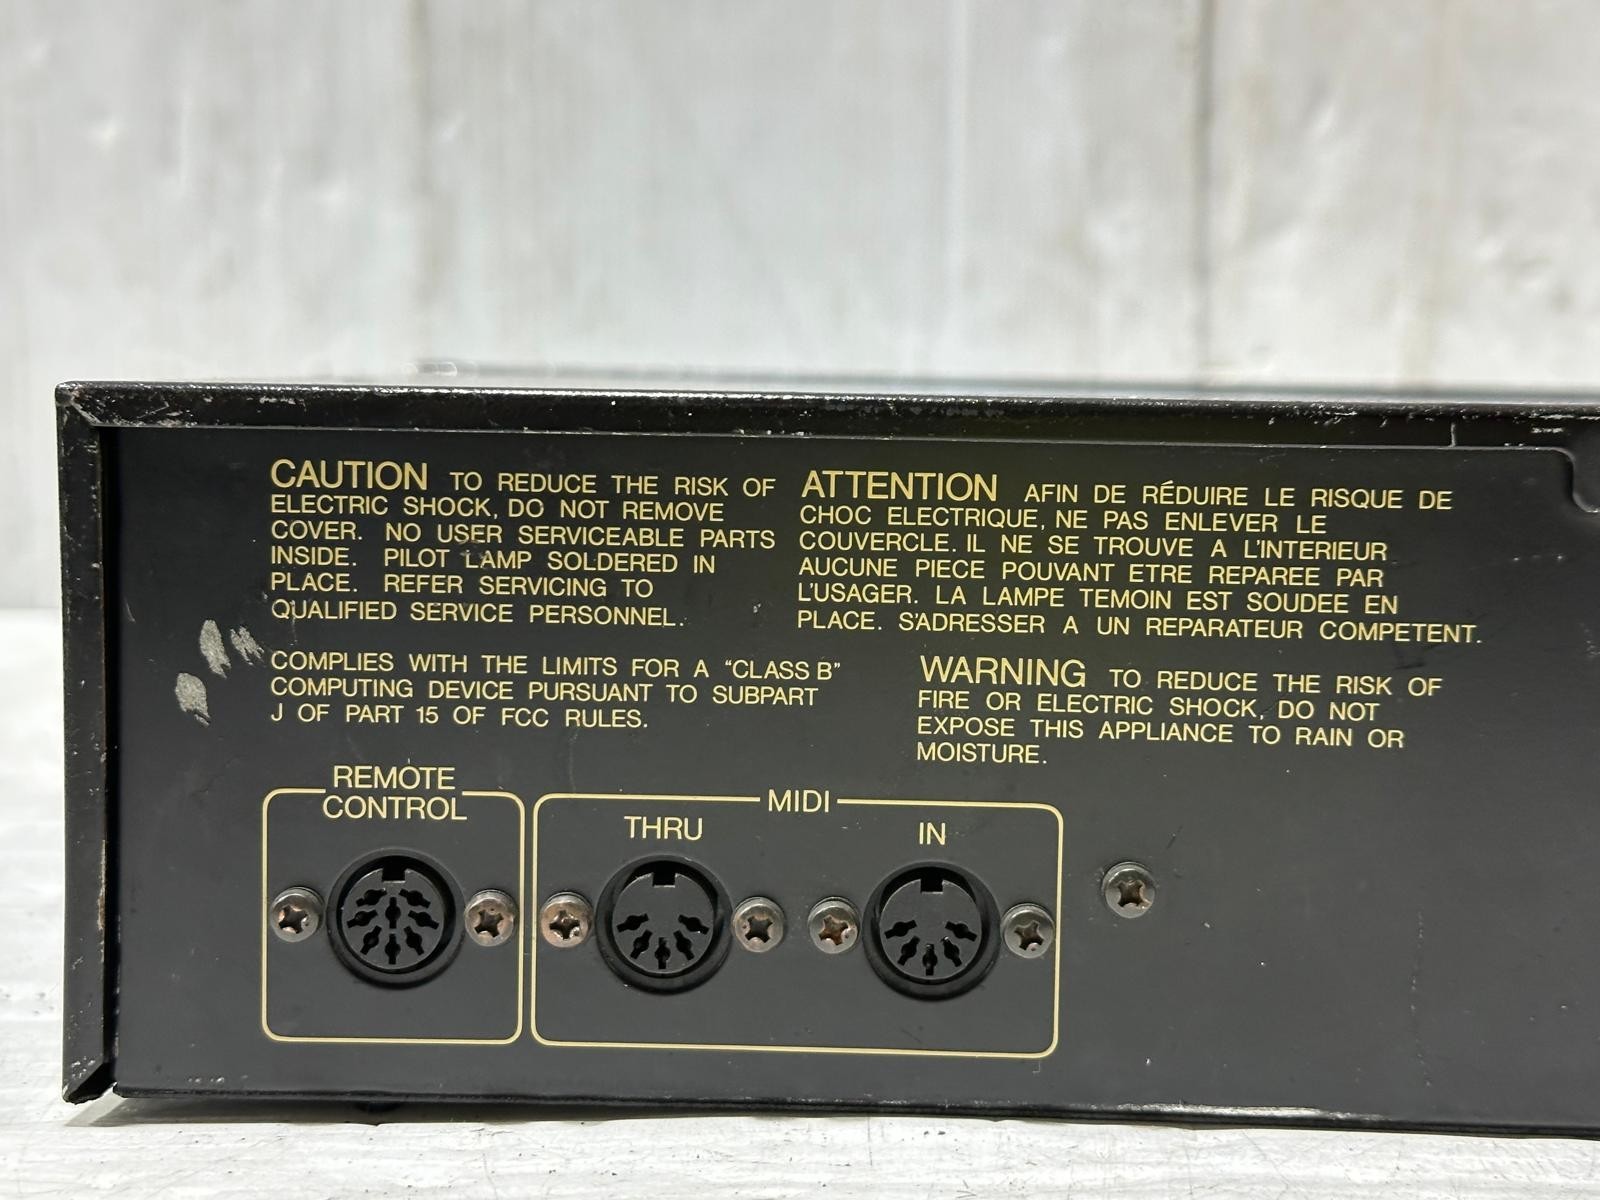 CAUTION TO REDUCE THE RISK OF
ELECTRIC SHOCK, DO NOT REMOVE
COVER. NO USER SERVICEABLE PARTS
INSIDE. PILOT LAMP SOLDERED IN
PLACE. REFER SERVICING TO
QUALIFIED SERVICE PERSONNEL.
ATTENTION AFIN DE RÉDUIRE LE RISQUE DE
CHOC ELECTRIQUE, NE PAS ENLEVER LE
COUVERCLE. IL NE SE TROUVE A L'INTERIEUR
AUCUNE PIECE POUVANT ETRE REPAREE PAR
L'USAGER. LA LAMPE TEMOIN EST SOUDEE EN
PLACE. S'ADRESSER A UN REPARATEUR COMPETENT.
COMPLIES WITH THE LIMITS FOR A “CLASS B”
COMPUTING DEVICE PURSUANT TO SUBPART
J OF PART 15 OF FCC RULES.
WARNING TO REDUCE THE RISK OF
FIRE OR ELECTRIC SHOCK, DO NOT
EXPOSE THIS APPLIANCE TO RAIN OR
MOISTURE.
REMOTE
CONTROL
MIDI
THRU
IN